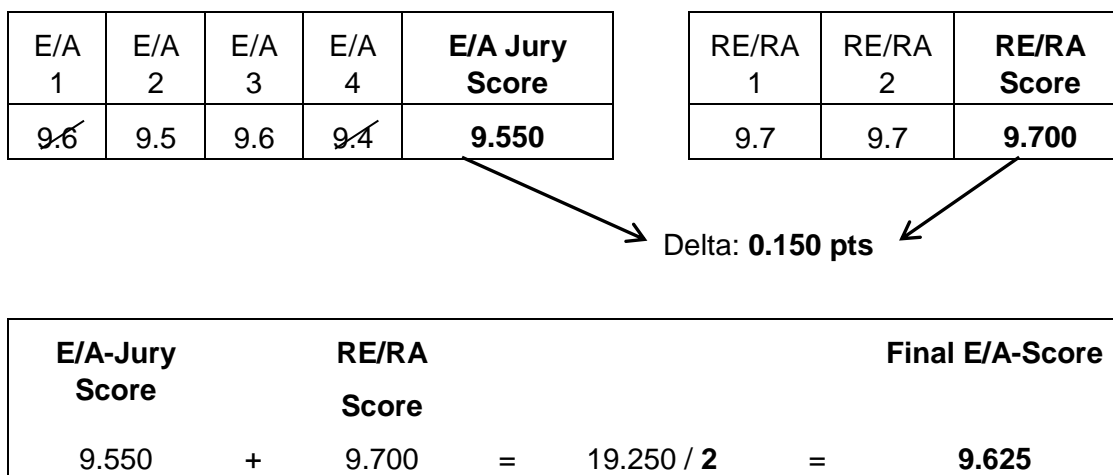 E/A 1 E/A 2 E/A 3 E/A 4 E/A Jury Score
9.6 9.5 9.6 9.4 9.550
RE/RA 1 RE/RA 2 RE/RA Score
9.7 9.7 9.700
Delta: 0.150 pts
E/A-Jury Score RE/RA Score Final E/A-Score
9.550 + 9.700 = 19.250 / 2 = 9.625